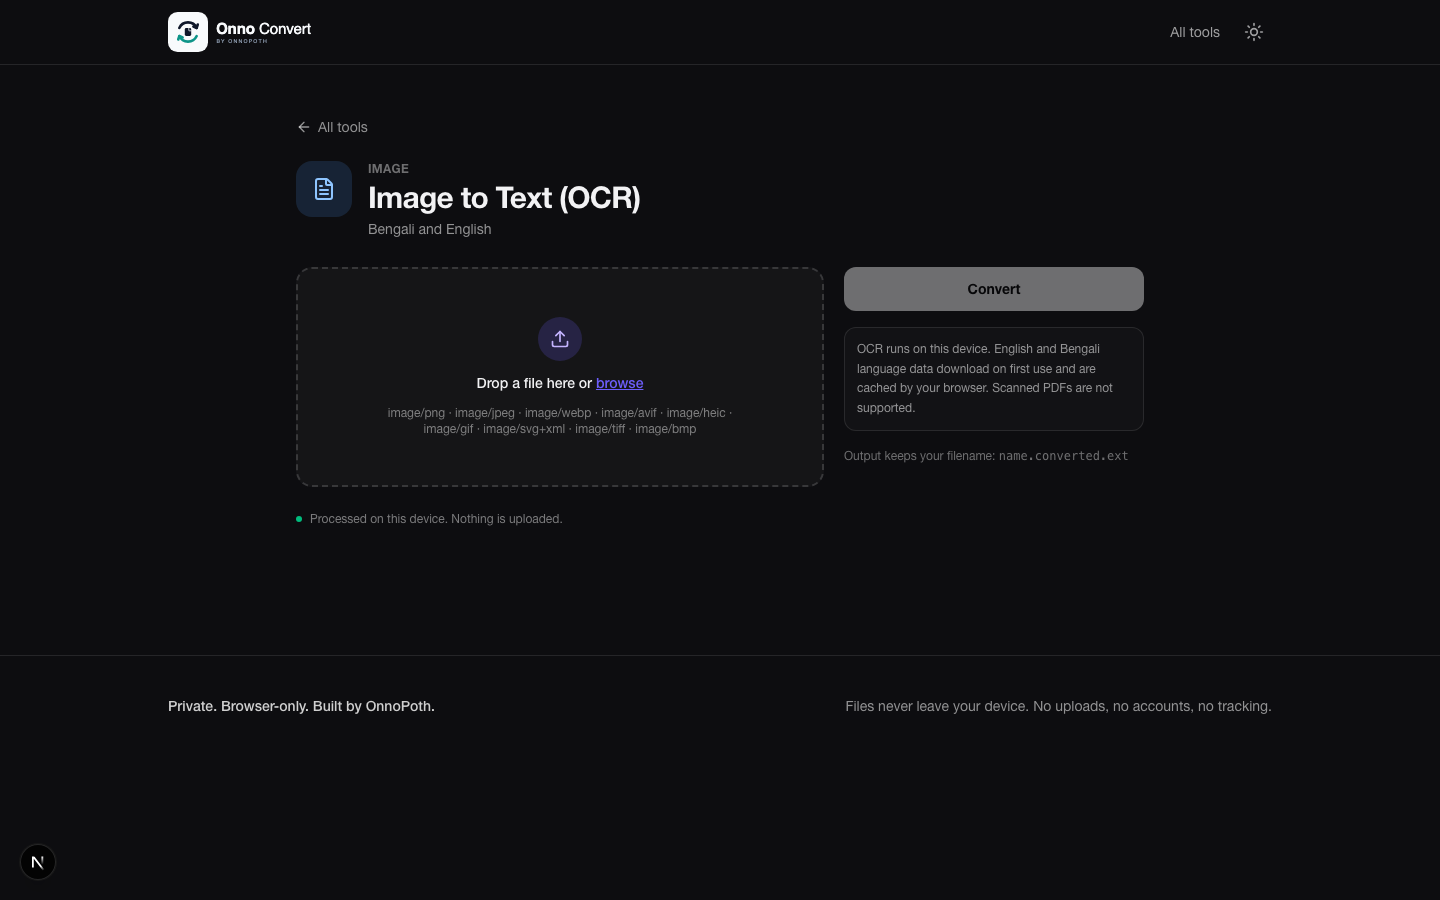 Onno Convert
BY ONNOPOTH
All tools
All tools
IMAGE
Image to Text (OCR)
Bengali and English
Drop a file here or browse
image/png · image/jpeg · image/webp · image/avif · image/heic ·
image/gif · image/svg+xml · image/tiff · image/bmp
Processed on this device. Nothing is uploaded.
Convert
OCR runs on this device. English and Bengali
language data download on first use and are
cached by your browser. Scanned PDFs are not
supported.
Output keeps your filename: name.converted.ext
Private. Browser-only. Built by OnnoPoth.
Files never leave your device. No uploads, no accounts, no tracking.
N